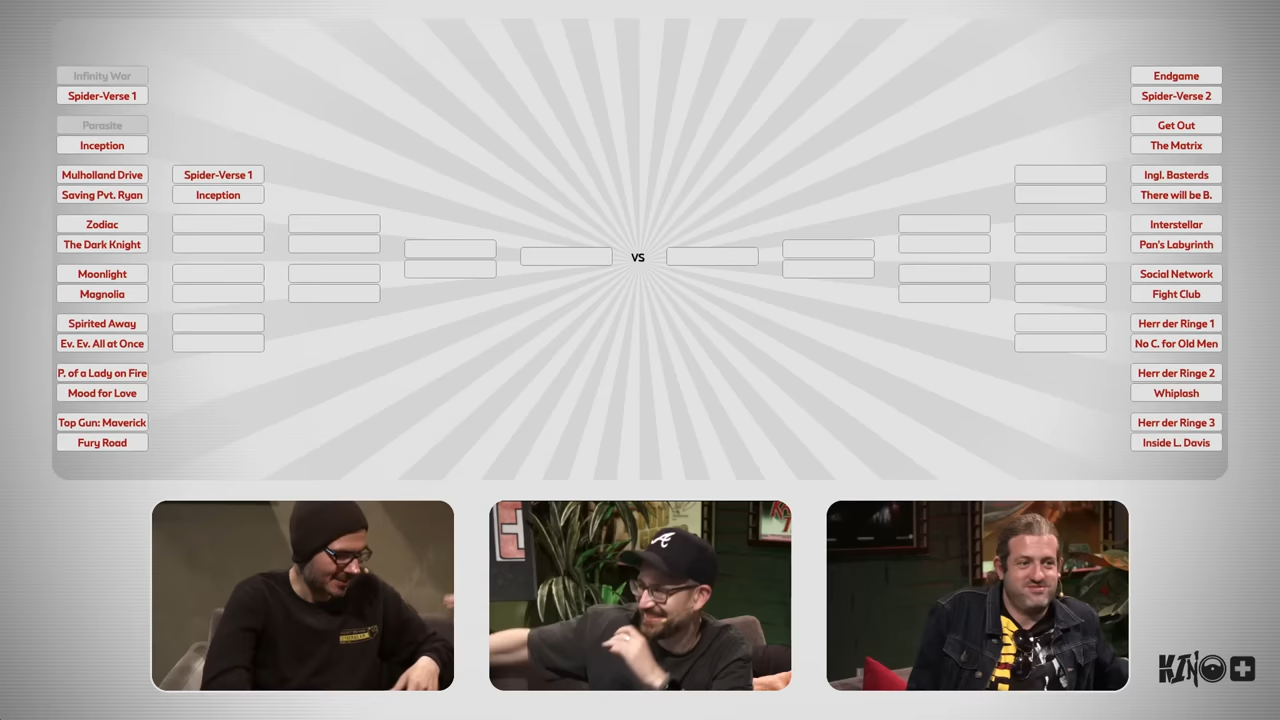 Infinity War
Spider-Verse 1
Parasite
Inception
Mulholland Drive
Saving Pvt. Ryan
Zodiac
The Dark Knight
Moonlight
Magnolia
Spirited Away
Ev. Ev. All at Once
P. of a Lady on Fire
Mood for Love
Top Gun: Maverick
Fury Road
Spider-Verse 1
Inception
VS
Endgame
Spider-Verse 2
Get Out
The Matrix
Ingl. Basterds
There will be B.
Interstellar
Pan's Labyrinth
Social Network
Fight Club
Herr der Ringe 1
No C. for Old Men
Herr der Ringe 2
Whiplash
Herr der Ringe 3
Inside L. Davis
A
KINO+